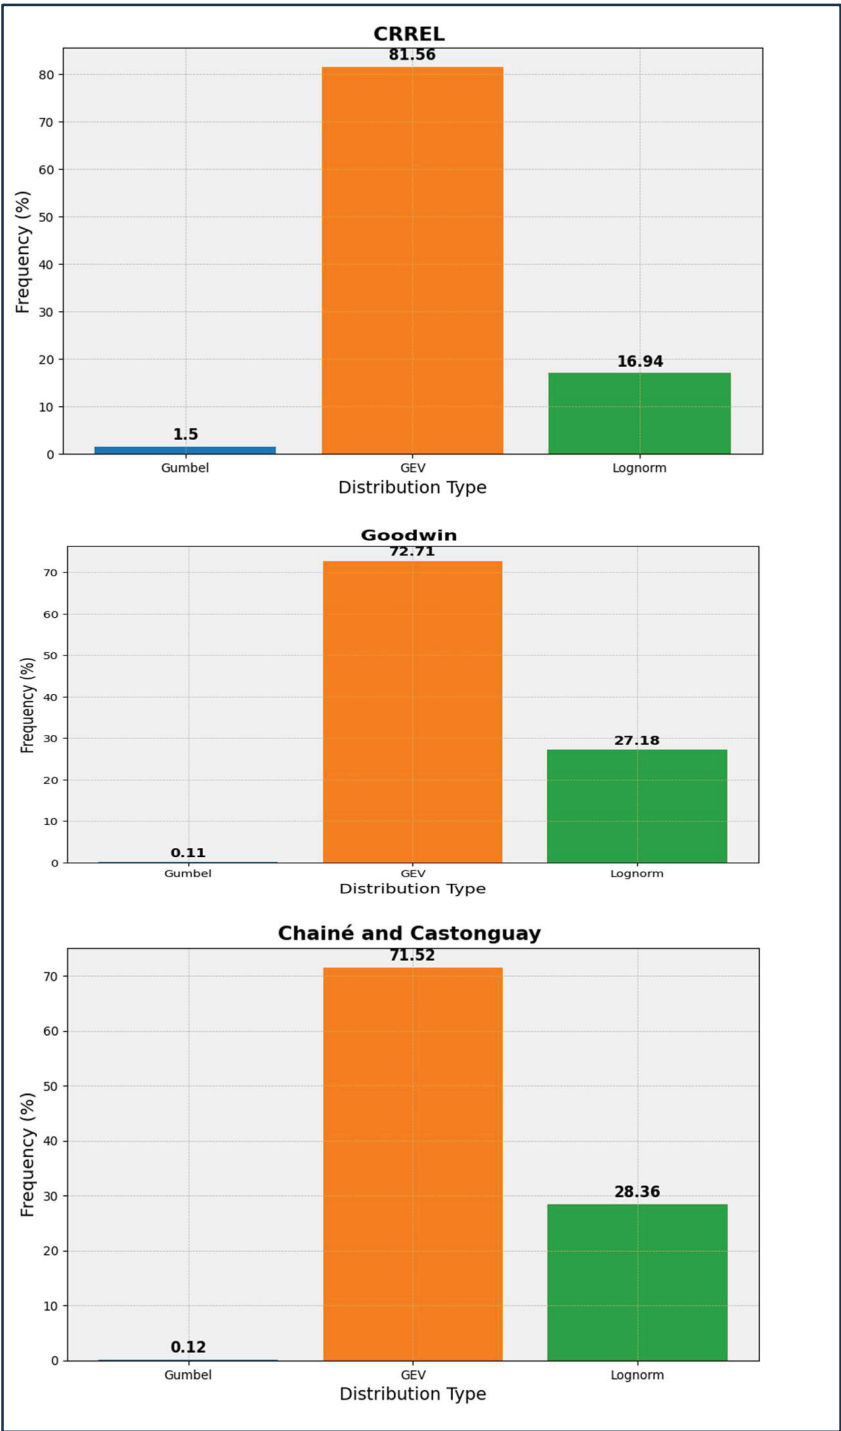 CRREL
81.56
80
70
60
50
40
30
20
10
0
Frequency (%)
16.94
1.5
Gumbel
GEV
Lognorm
Distribution Type
Goodwin
72.71
70
60
50
40
30
20
10
0
Frequency (%)
27.18
0.11
Gumbel
GEV
Lognorm
Distribution Type
Chainé and Castonguay
71.52
70
60
50
40
30
20
10
0
Frequency (%)
28.36
0.12
Gumbel
GEV
Lognorm
Distribution Type